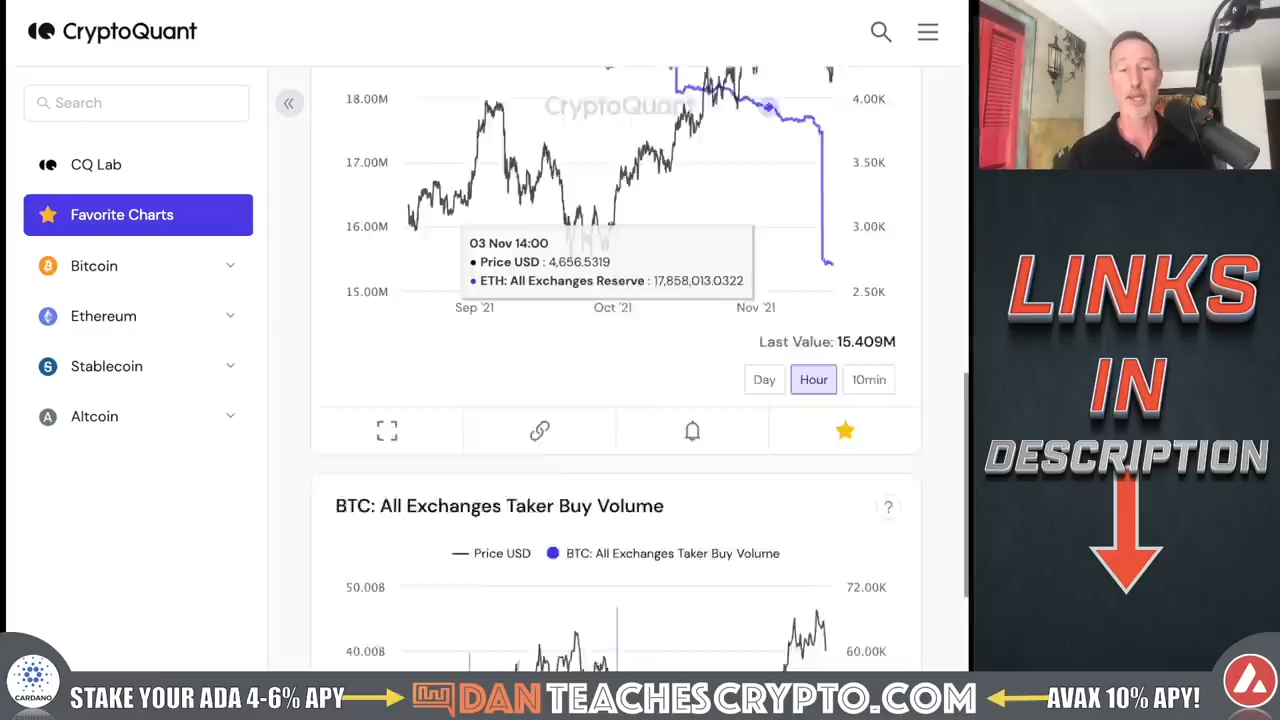 CryptoQuant
Search
CQ Lab
Favorite Charts
Bitcoin
Ethereum
Stablecoin
Altcoin
CryptoQuant
18.00M
4.00K
17.00M
3.50K
16.00M
3.00K
15.00M
2.50K
03 Nov 14:00
Price USD : 4,656.5319
ETH: All Exchanges Reserve : 17,858,013.0322
Sep '21
Oct '21
Nov '21
Last Value: 15.409M
Day
Hour
10min
BTC: All Exchanges Taker Buy Volume
?
Price USD
BTC: All Exchanges Taker Buy Volume
50.00B
72.00K
40.00B
60.00K
LINKS
IN
DESCRIPTION
CARDANO
STAKE YOUR ADA 4-6% APY
DANTEACHESCRYPTO.COM
AVAX 10% APY!